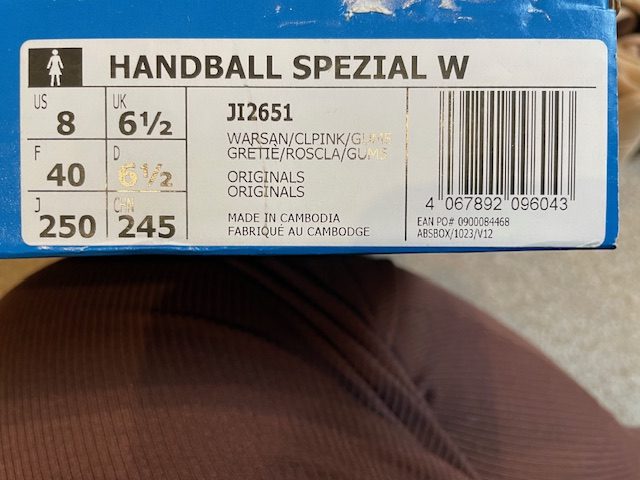 HANDBALL SPEZIAL W
US 8
UK 6½
F 40
D 6½
J 250
CHN 245
JI2651
WARSAN/CLPINK/GUM5
GRETIE/ROSCLA/GUM5
ORIGINALS
ORIGINALS
MADE IN CAMBODIA
FABRIQUÉ AU CAMBODGE
4 067892 096043
EAN PO# 0900084468
ABSBOX/1023/V12